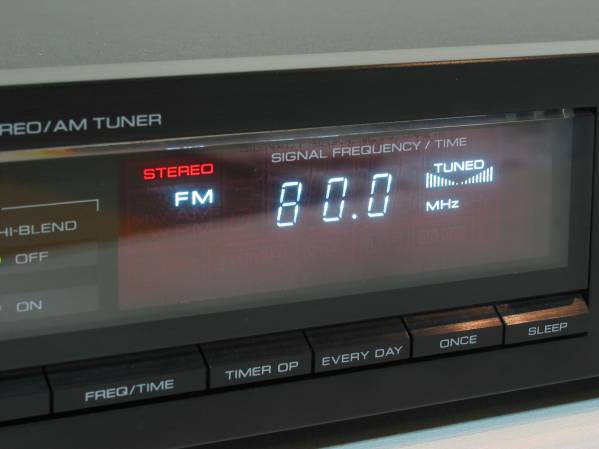 REO/AM TUNER
SIGNAL FREQUENCY / TIME
STEREO
TUNED
FM
80.0
MHz
HI-BLEND
OFF
ON
FREQ/TIME
TIMER OP
EVERY DAY
ONCE
SLEEP